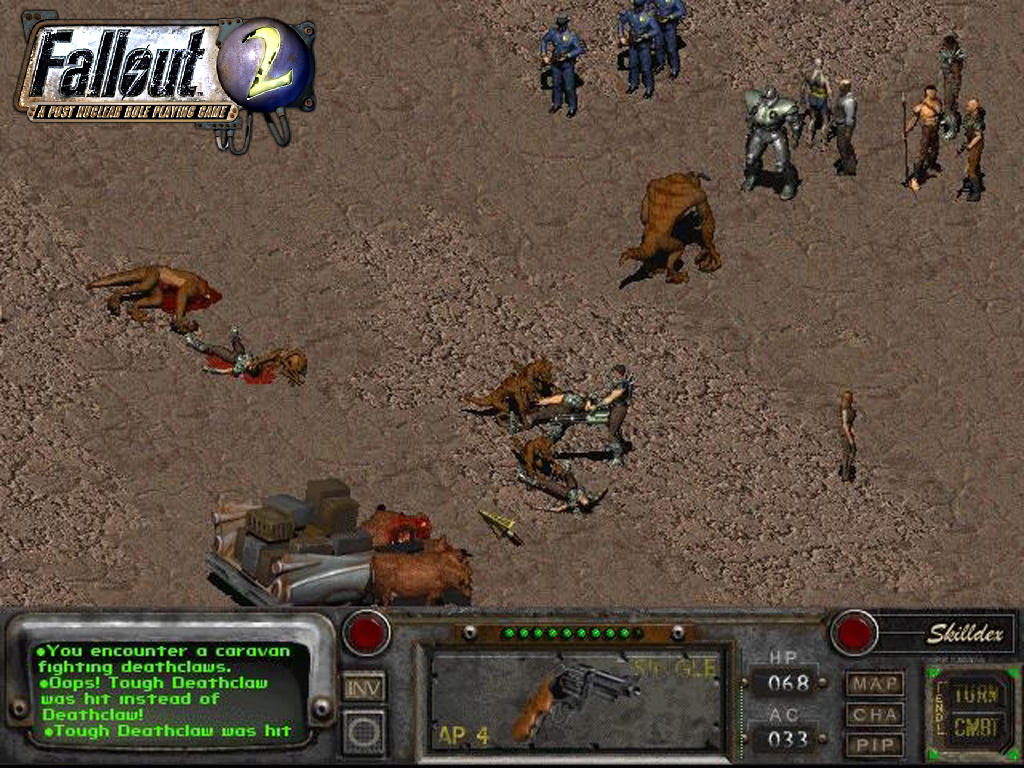 Fallout 2
A POST NUCLEAR ROLE PLAYING GAME
•You encounter a caravan
fighting deathclaws.
•Oops! Tough Deathclaw
was hit instead of
Deathclaw!
•Tough Deathclaw was hit
INV
SINGLE
AP 4
HP
068
AC
033
MAP
CHA
PIP
Skilldex
END
TURN
CMBT